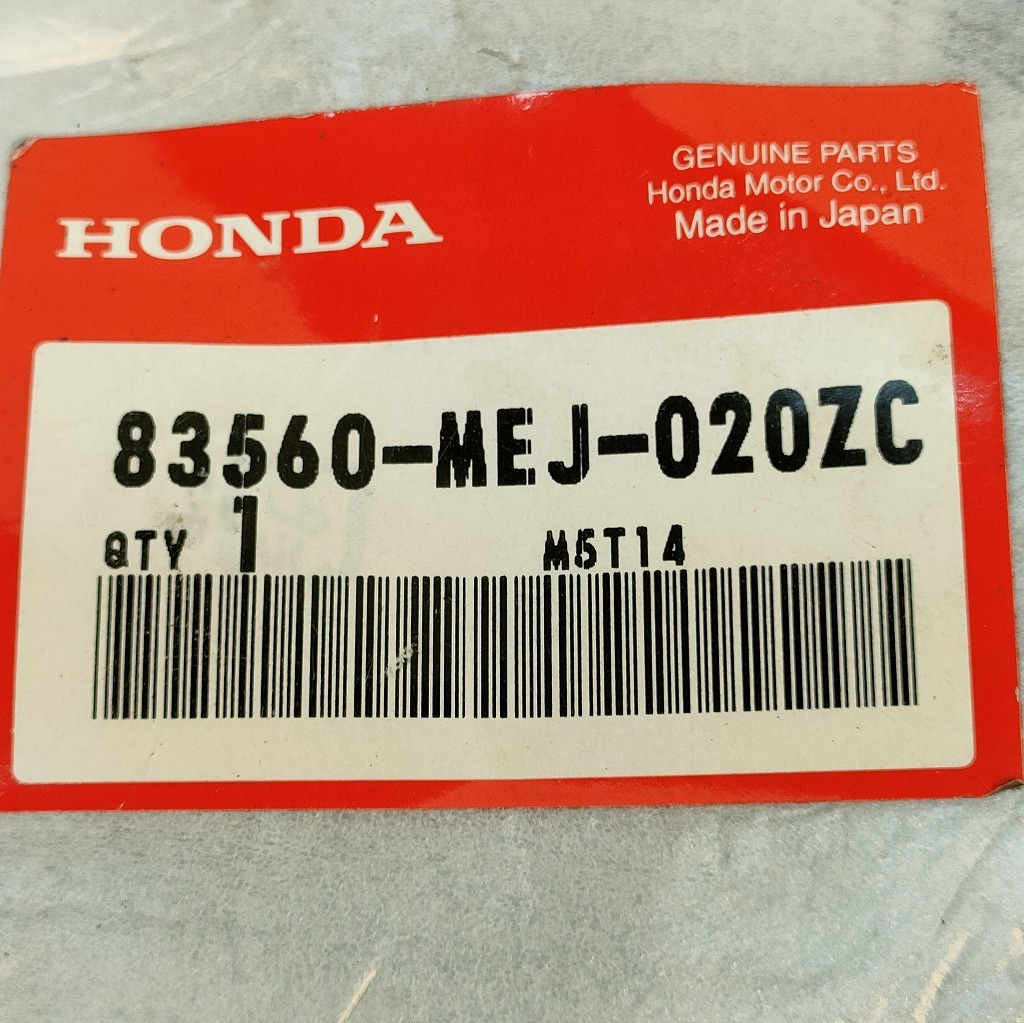 HONDA
GENUINE PARTS
Honda Motor Co., Ltd.
Made in Japan
83560-MEJ-020ZC
QTY 1 M5T14